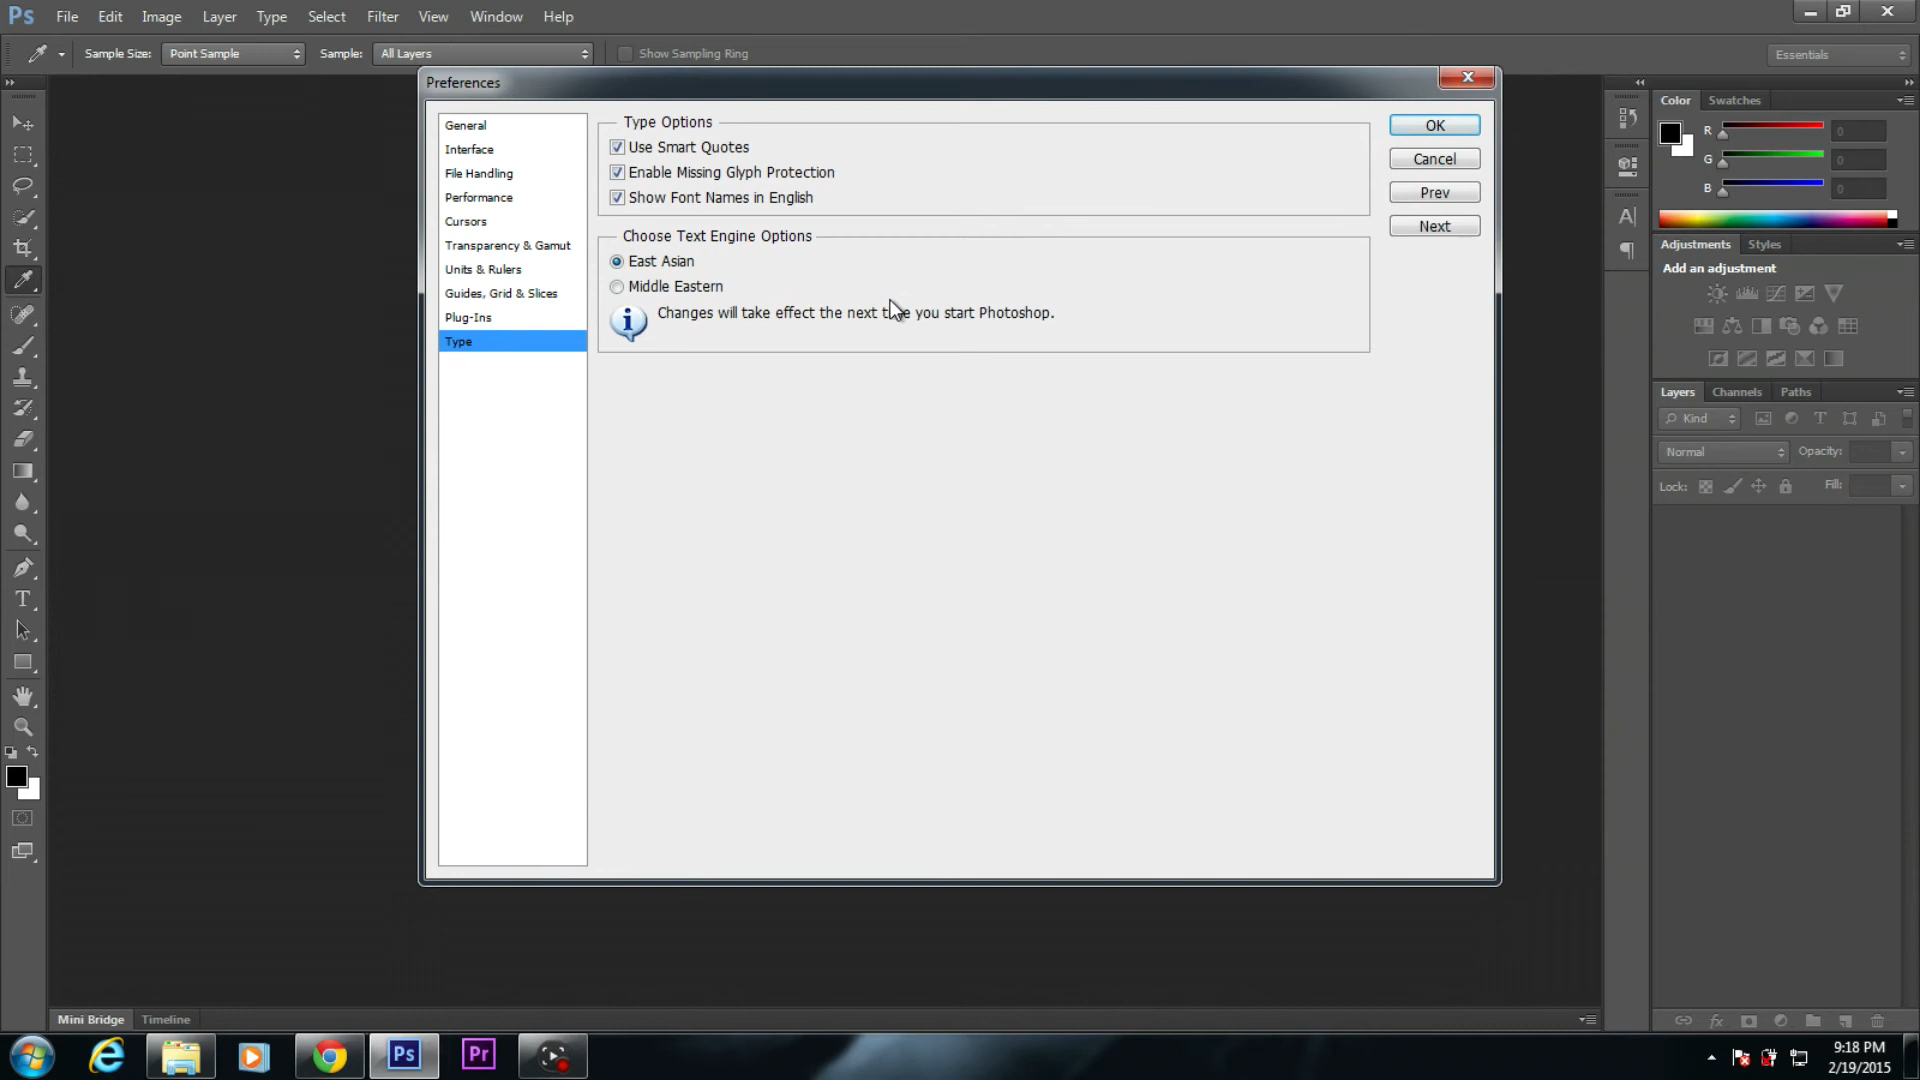 Ps File Edit Image Layer Type Select Filter View Window Help
Sample Size: Point Sample Sample: All Layers Show Sampling Ring Essentials
Preferences
General
Interface
File Handling
Performance
Cursors
Transparency & Gamut
Units & Rulers
Guides, Grid & Slices
Plug-Ins
Type
Type Options
Use Smart Quotes
Enable Missing Glyph Protection
Show Font Names in English
Choose Text Engine Options
East Asian
Middle Eastern
Changes will take effect the next you start Photoshop.
OK
Cancel
Prev
Next
Color Swatches
R 0
G 0
B 0
Adjustments Styles
Add an adjustment
Layers Channels Paths
Kind
Normal Opacity:
Lock: Fill:
Mini Bridge Timeline
Ps Pr
9:18 PM
2/19/2015